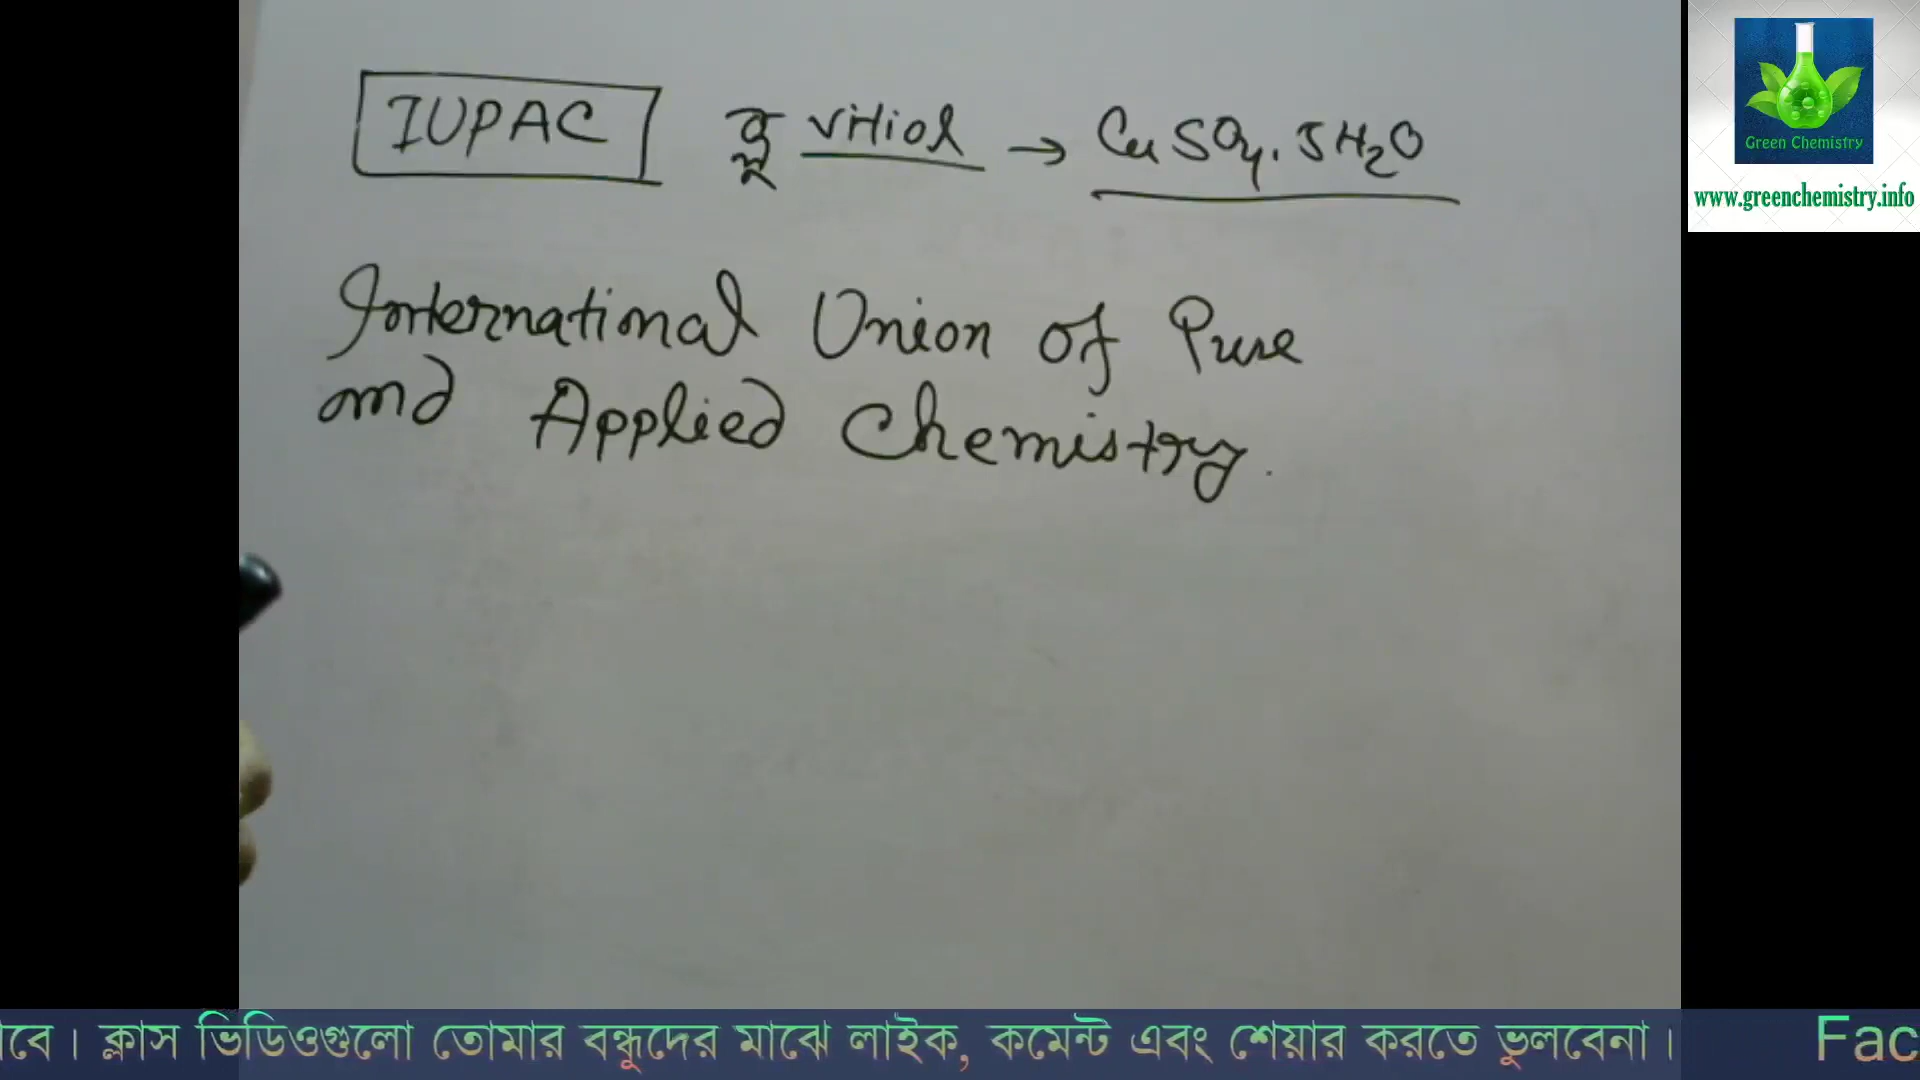 IUPAC ব্লু vitriol → CuSO4.5H2O
International Union of Pure
and Applied Chemistry.
Green Chemistry
www.greenchemistry.info
বে । ক্লাস ভিডিওগুলো তোমার বন্ধুদের মাঝে লাইক, কমেন্ট এবং শেয়ার করতে ভুলবেনা । Fac